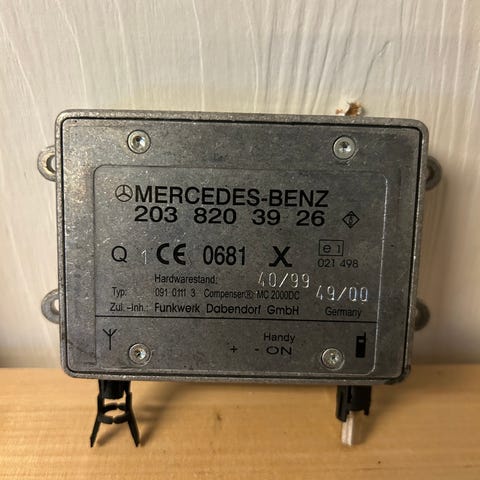 MERCEDES-BENZ
203 820 39 26
Q 1 CE 0681 X e1
021 498
Hardwarestand: 40/99
Typ: 091 0111 3 Compenser® MC 2000DC 49/00
Zul.-Inh.: Funkwerk Dabendorf GmbH Germany
Handy
+ - ON